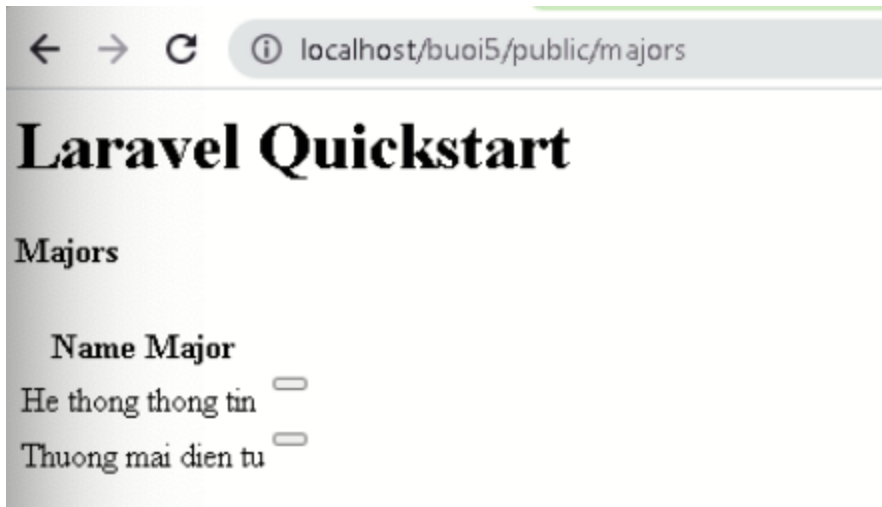 localhost/buoi5/public/majors
Laravel Quickstart
Majors
Name Major
He thong thong tin
Thuong mai dien tu